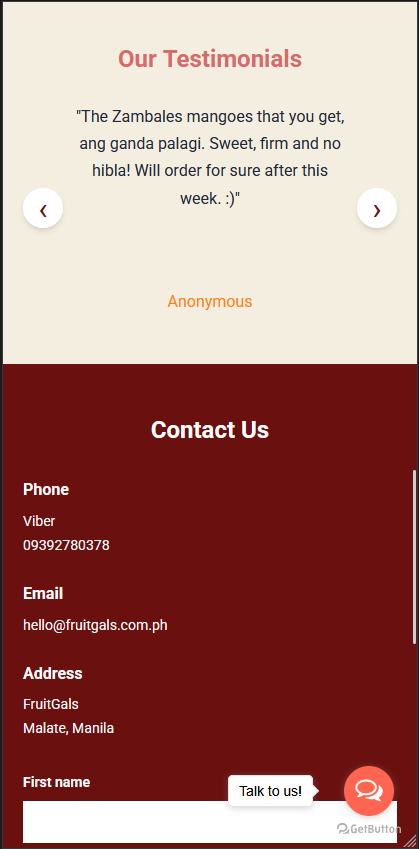 Our Testimonials
"The Zambales mangoes that you get,
ang ganda palagi. Sweet, firm and no
hibla! Will order for sure after this
week. :)"
‹
›
Anonymous
Contact Us
Phone
Viber
09392780378
Email
hello@fruitgals.com.ph
Address
FruitGals
Malate, Manila
First name
Talk to us!
GetButton